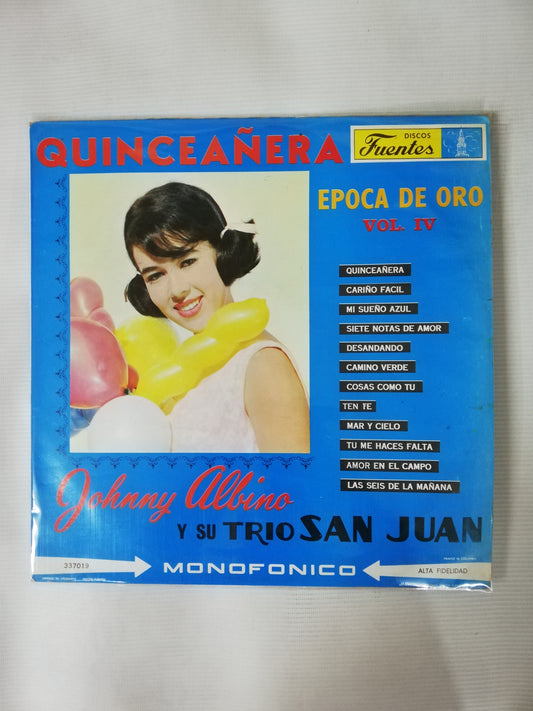 QUINCEAÑERA
DISCOS
Fuentes
EPOCA DE ORO
VOL. IV
QUINCEAÑERA
CARIÑO FACIL
MI SUEÑO AZUL
SIETE NOTAS DE AMOR
DESANDANDO
CAMINO VERDE
COSAS COMO TU
TEN FE
MAR Y CIELO
TU ME HACES FALTA
AMOR EN EL CAMPO
LAS SEIS DE LA MAÑANA
Johnny Albino
Y SU TRIO SAN JUAN
337019
MONOFONICO
ALTA FIDELIDAD